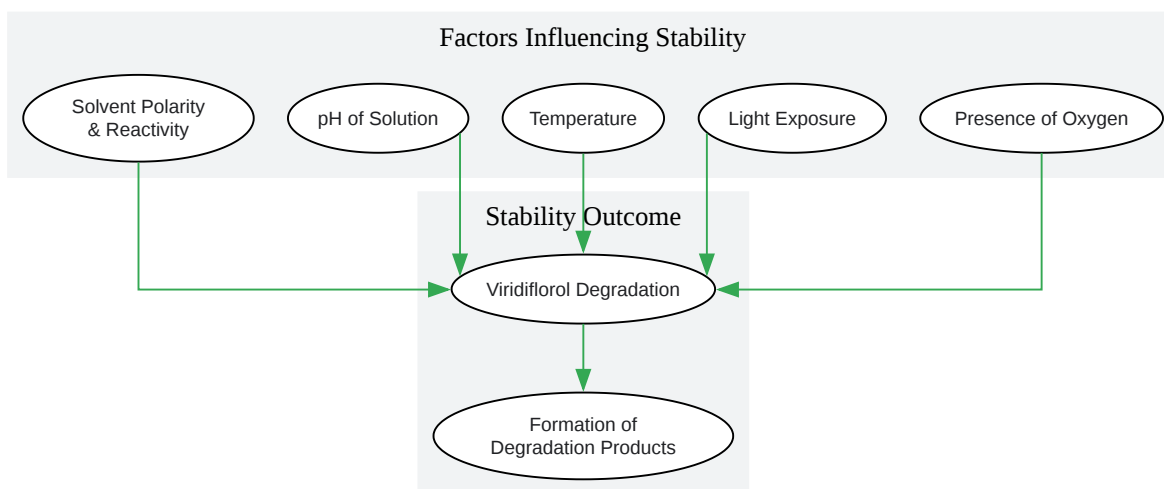 Factors Influencing Stability
Solvent Polarity
& Reactivity
pH of Solution
Temperature
Light Exposure
Presence of Oxygen
Stability Outcome
Viridiflorol Degradation
Formation of
Degradation Products